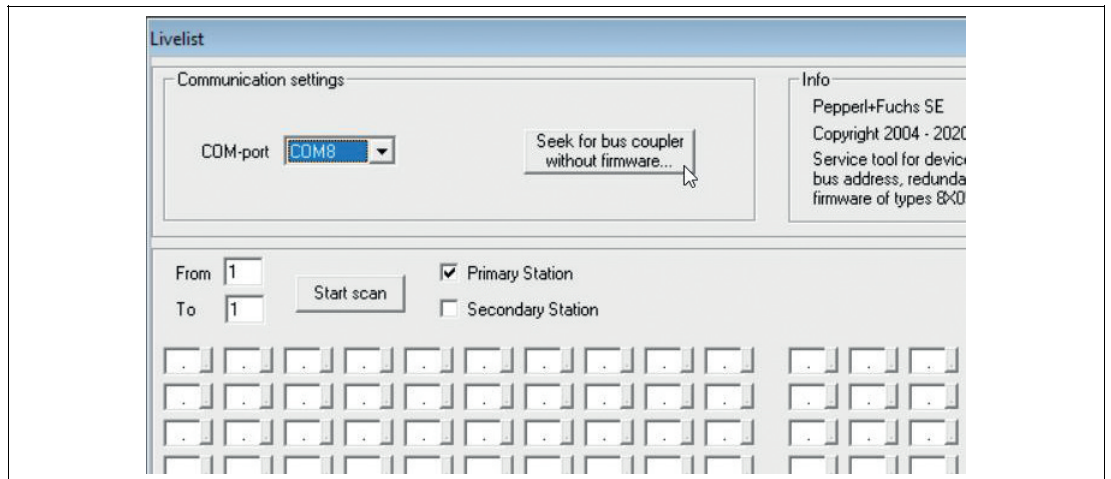 Livelist
Communication settings
COM-port COM8
Seek for bus coupler
without firmware...
Info
Pepperl+Fuchs SE
Copyright 2004 - 2020
Service tool for device
bus address, redunda
firmware of types 8X0
From 1
To 1
Start scan
Primary Station
Secondary Station